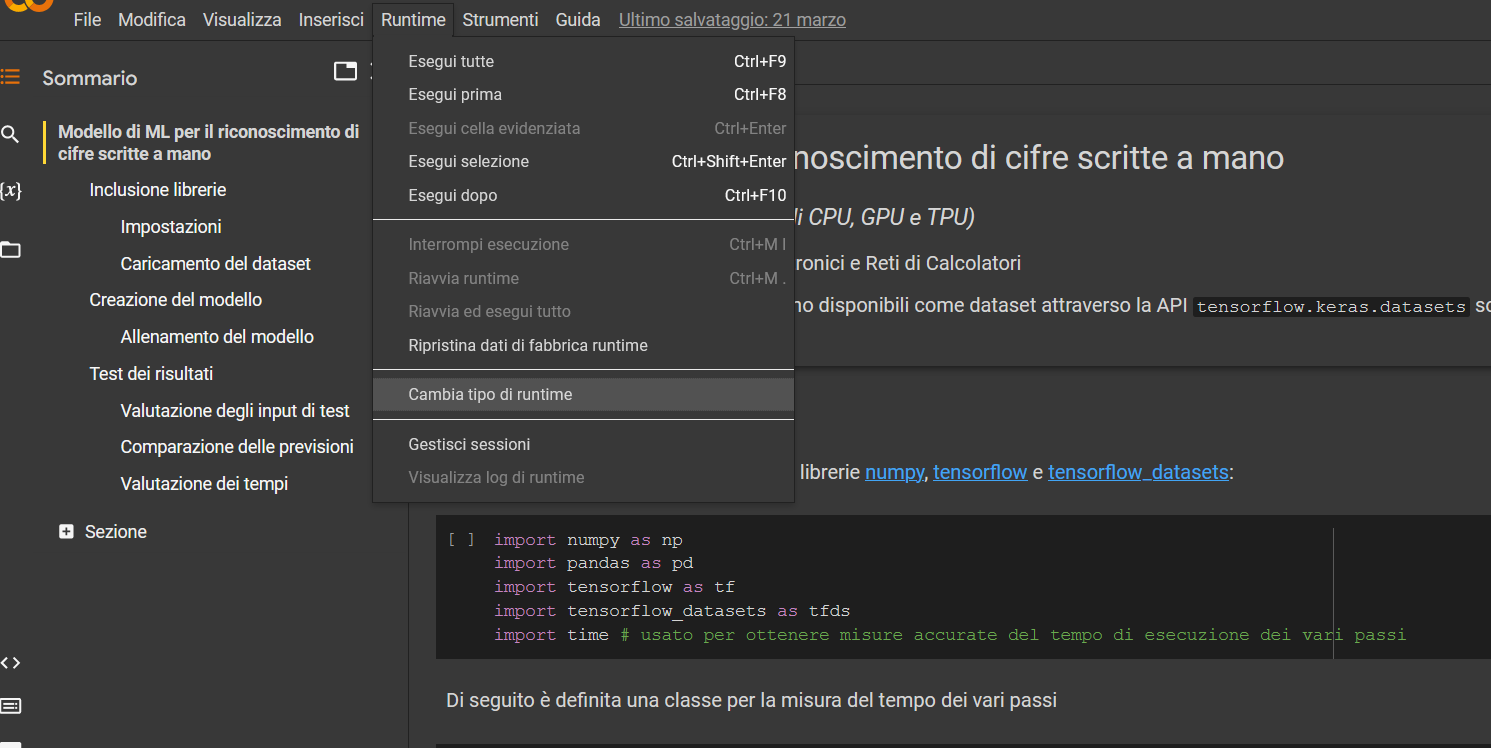 File Modifica Visualizza Inserisci Runtime Strumenti Guida Ultimo salvataggio: 21 marzo
Sommario
Modello di ML per il riconoscimento di
cifre scritte a mano
Inclusione librerie
Impostazioni
Caricamento del dataset
Creazione del modello
Allenamento del modello
Test dei risultati
Valutazione degli input di test
Comparazione delle previsioni
Valutazione dei tempi
Sezione
{x}
Esegui tutte Ctrl+F9
Esegui prima Ctrl+F8
Esegui cella evidenziata Ctrl+Enter
Esegui selezione Ctrl+Shift+Enter
Esegui dopo Ctrl+F10
Interrompi esecuzione Ctrl+M I
Riavvia runtime Ctrl+M .
Riavvia ed esegui tutto
Ripristina dati di fabbrica runtime
Cambia tipo di runtime
Gestisci sessioni
Visualizza log di runtime
noscimento di cifre scritte a mano
di CPU, GPU e TPU)
ronici e Reti di Calcolatori
no disponibili come dataset attraverso la API tensorflow.keras.datasets so
librerie numpy, tensorflow e tensorflow_datasets:
[ ] import numpy as np
import pandas as pd
import tensorflow as tf
import tensorflow_datasets as tfds
import time # usato per ottenere misure accurate del tempo di esecuzione dei vari passi
Di seguito è definita una classe per la misura del tempo dei vari passi